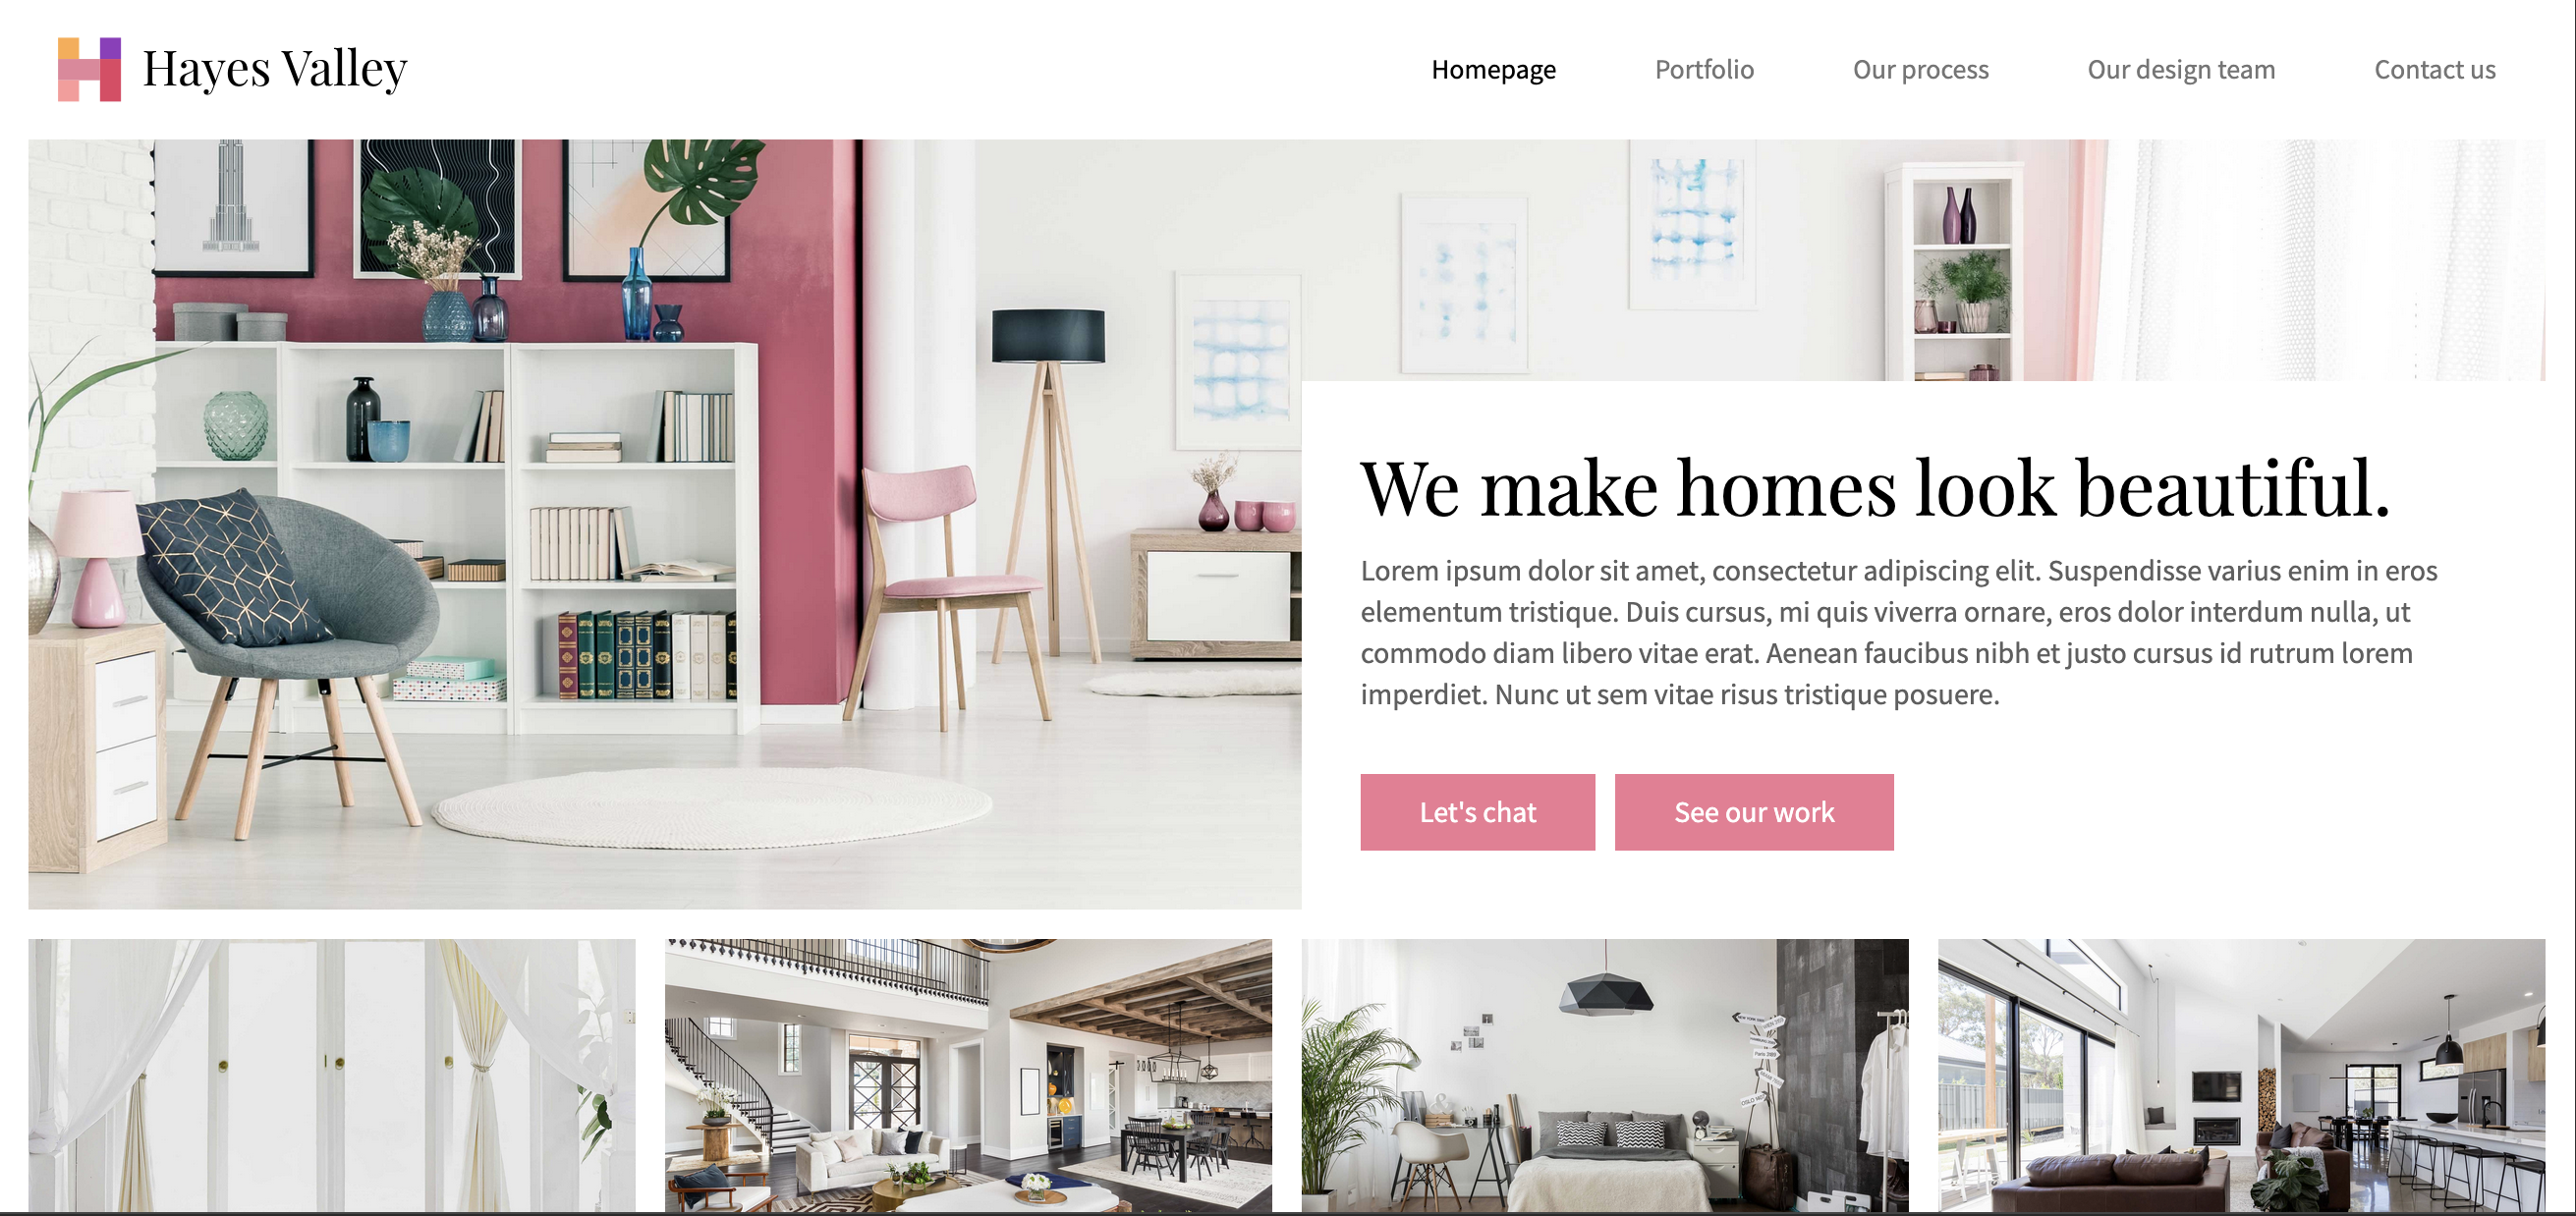 Hayes Valley
Homepage
Portfolio
Our process
Our design team
Contact us
We make homes look beautiful.
Lorem ipsum dolor sit amet, consectetur adipiscing elit. Suspendisse varius enim in eros
elementum tristique. Duis cursus, mi quis viverra ornare, eros dolor interdum nulla, ut
commodo diam libero vitae erat. Aenean faucibus nibh et justo cursus id rutrum lorem
imperdiet. Nunc ut sem vitae risus tristique posuere.
Let's chat
See our work